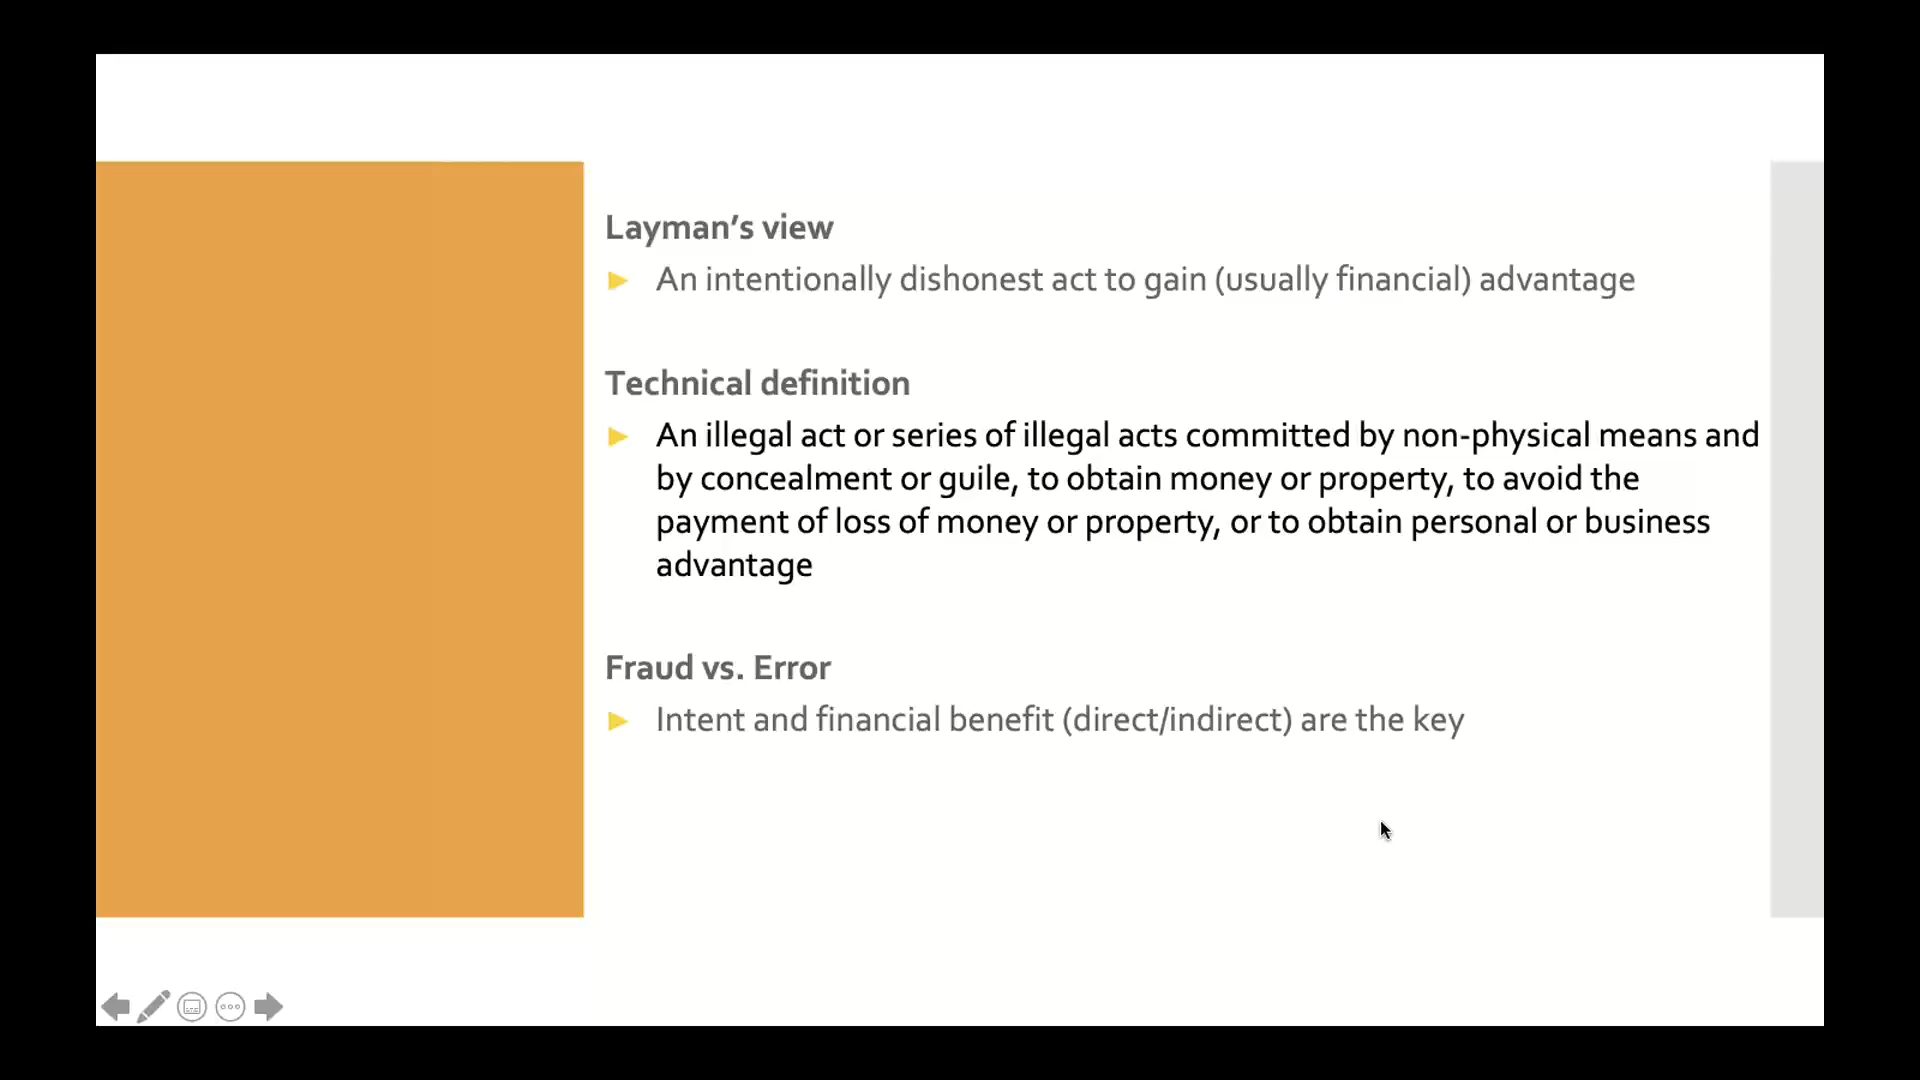 Layman’s view
An intentionally dishonest act to gain (usually financial) advantage
Technical definition
An illegal act or series of illegal acts committed by non-physical means and
by concealment or guile, to obtain money or property, to avoid the
payment of loss of money or property, or to obtain personal or business
advantage
Fraud vs. Error
Intent and financial benefit (direct/indirect) are the key